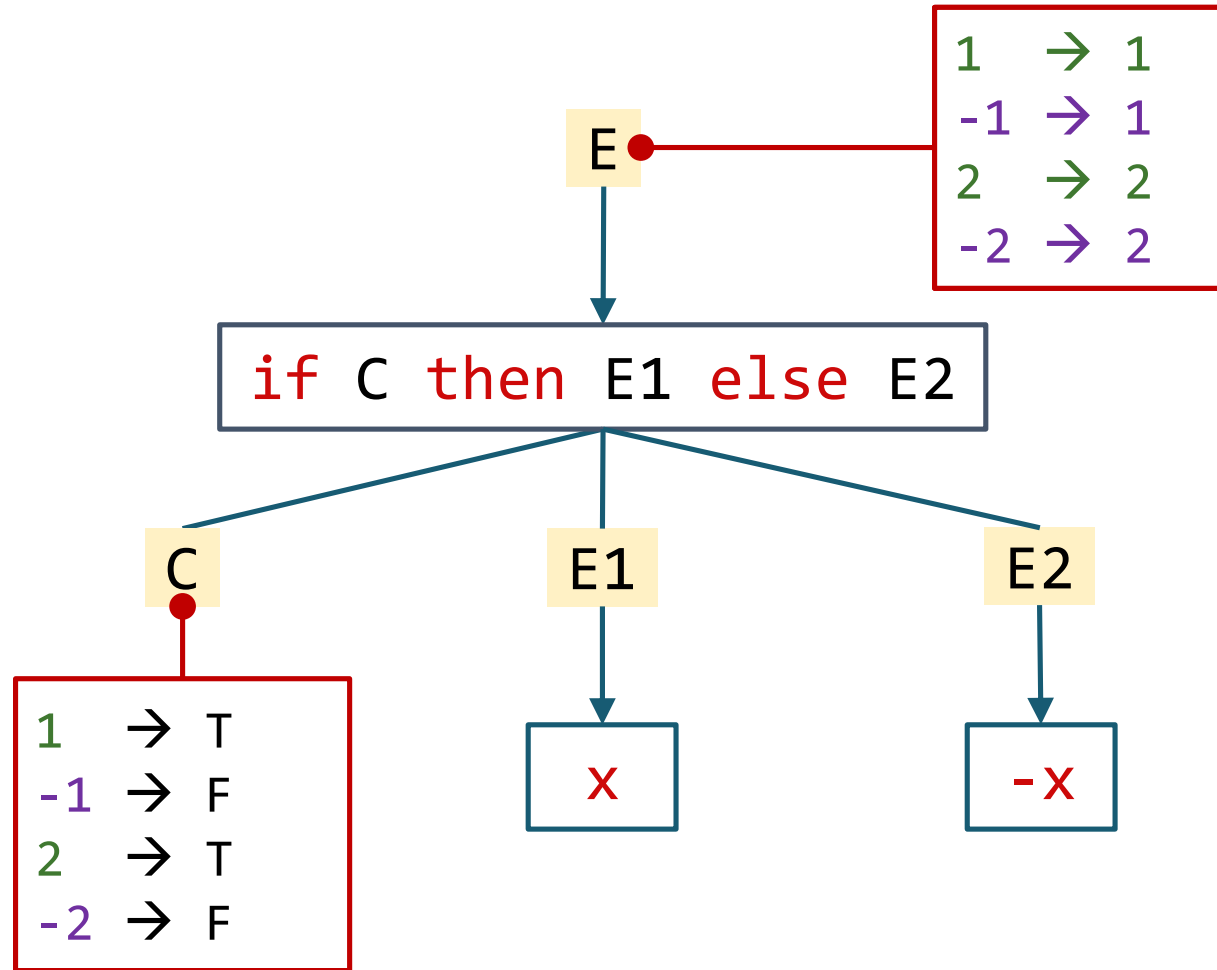 1 → 1
-1 → 1
2 → 2
-2 → 2
E
if C then E1 else E2
C
E1
E2
1 → T
-1 → F
2 → T
-2 → F
x
-x